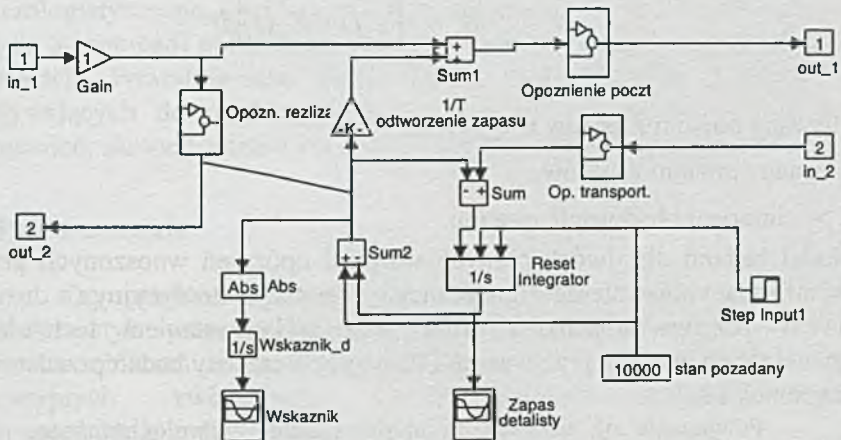 1
in_1
1
Gain
Opozn. rezliza
-K-
1/T
odtworzenie zapasu
+
+
Sum1
Opoznienie poczt
1
out_1
2
in_2
Op. transport.
- +
Sum
2
out_2
+ -
Sum2
Abs
Abs
1/s
Wskaznik_d
Wskaznik
1/s
Reset
Integrator
Step Input1
10000
stan pozadany
Zapas
detalisty